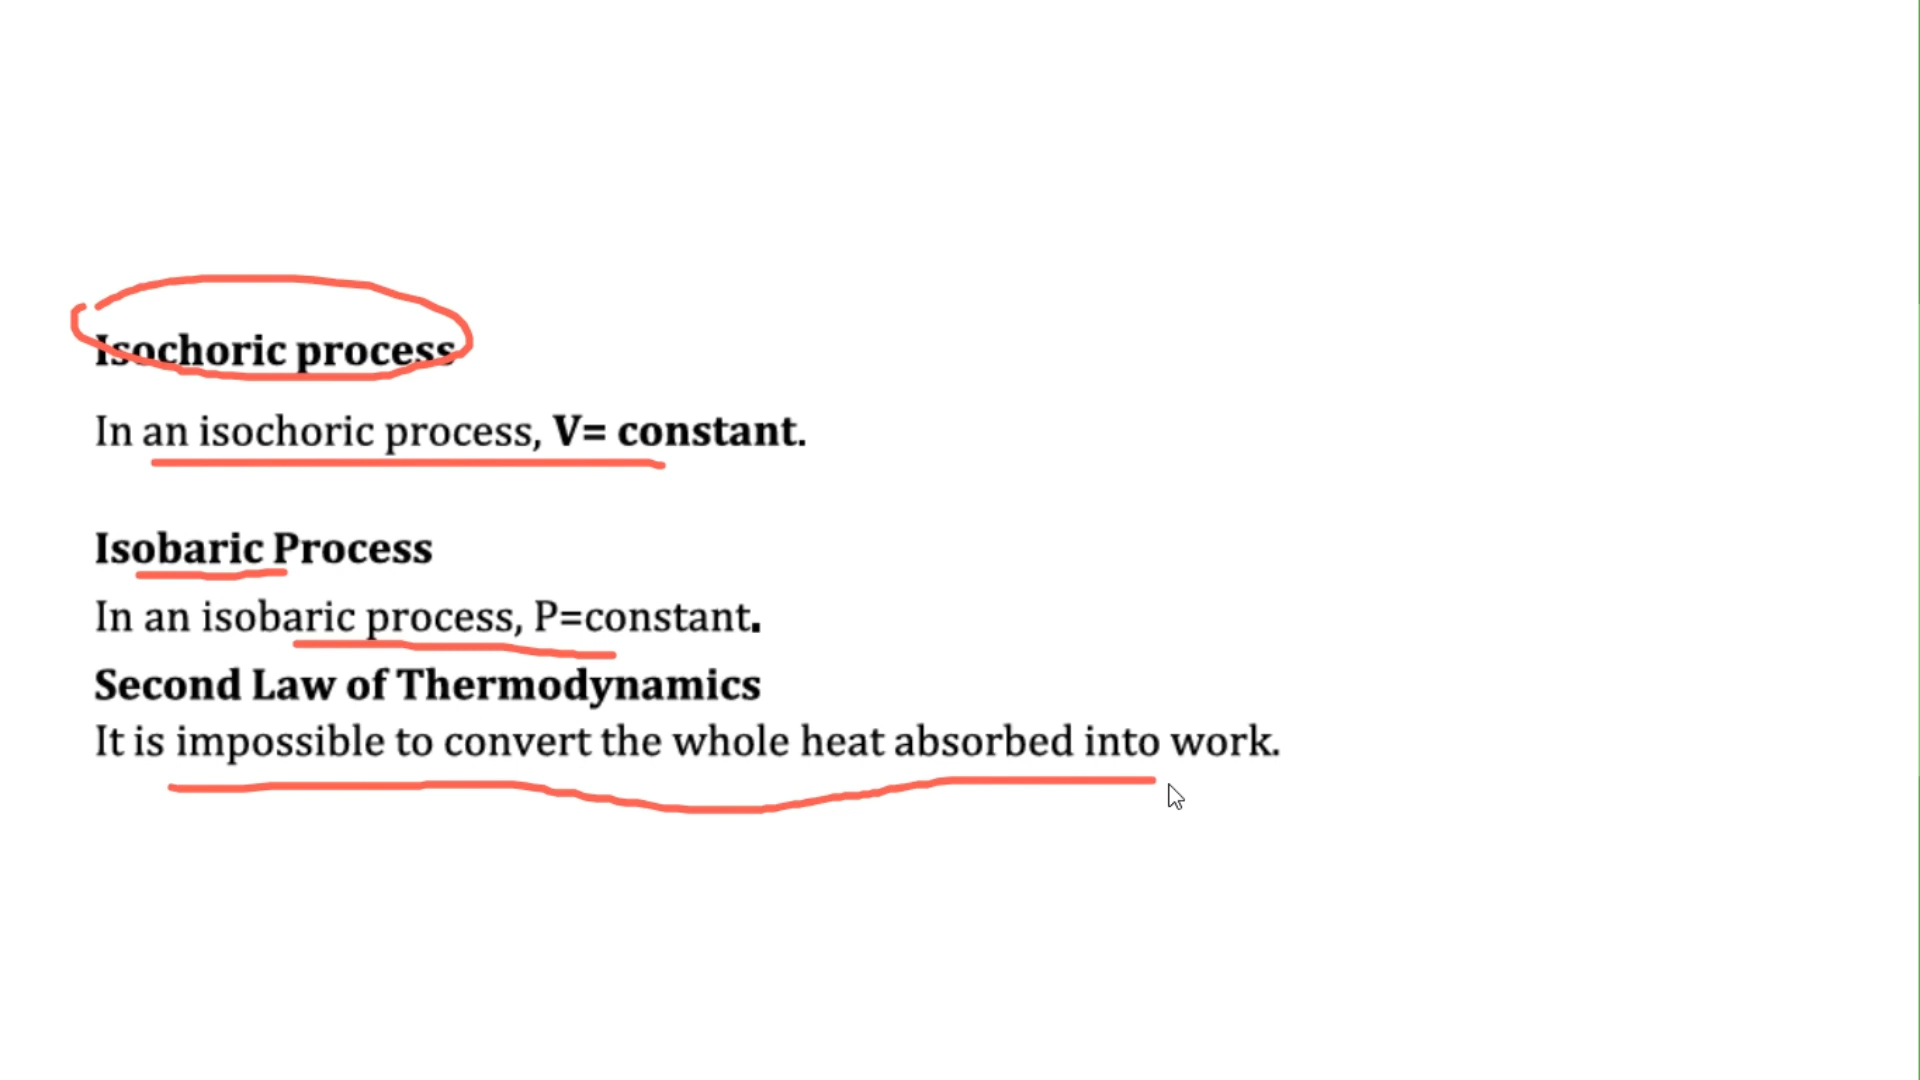 Isochoric process
In an isochoric process, V= constant.
Isobaric Process
In an isobaric process, P=constant.
Second Law of Thermodynamics
It is impossible to convert the whole heat absorbed into work.